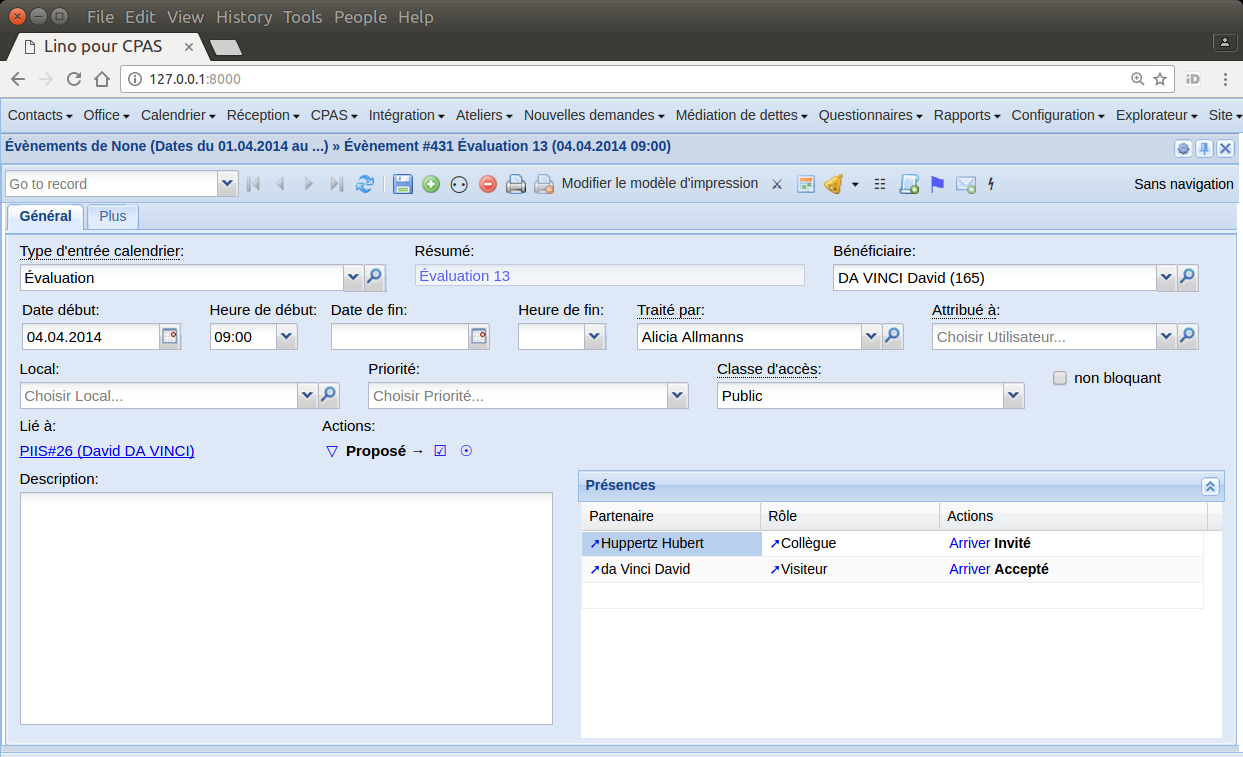 File Edit View History Tools People Help
Lino pour CPAS
127.0.0.1:8000 iD
Contacts Office Calendrier Réception CPAS Intégration Ateliers Nouvelles demandes Médiation de dettes Questionnaires Rapports Configuration Explorateur Site
Évènements de None (Dates du 01.04.2014 au ...) » Évènement #431 Évaluation 13 (04.04.2014 09:00)
Go to record Modifier le modèle d'impression Sans navigation
Général Plus
Type d'entrée calendrier: Résumé: Bénéficiaire:
Évaluation Évaluation 13 DA VINCI David (165)
Date début: Heure de début: Date de fin: Heure de fin: Traité par: Attribué à:
04.04.2014 09:00 Alicia Allmanns Choisir Utilisateur...
Local: Priorité: Classe d'accès: non bloquant
Choisir Local... Choisir Priorité... Public
Lié à: Actions:
PIIS#26 (David DA VINCI) ▽ Proposé → ☑ ☉
Description: Présences
Partenaire Rôle Actions
➚Huppertz Hubert ➚Collègue Arriver Invité
➚da Vinci David ➚Visiteur Arriver Accepté